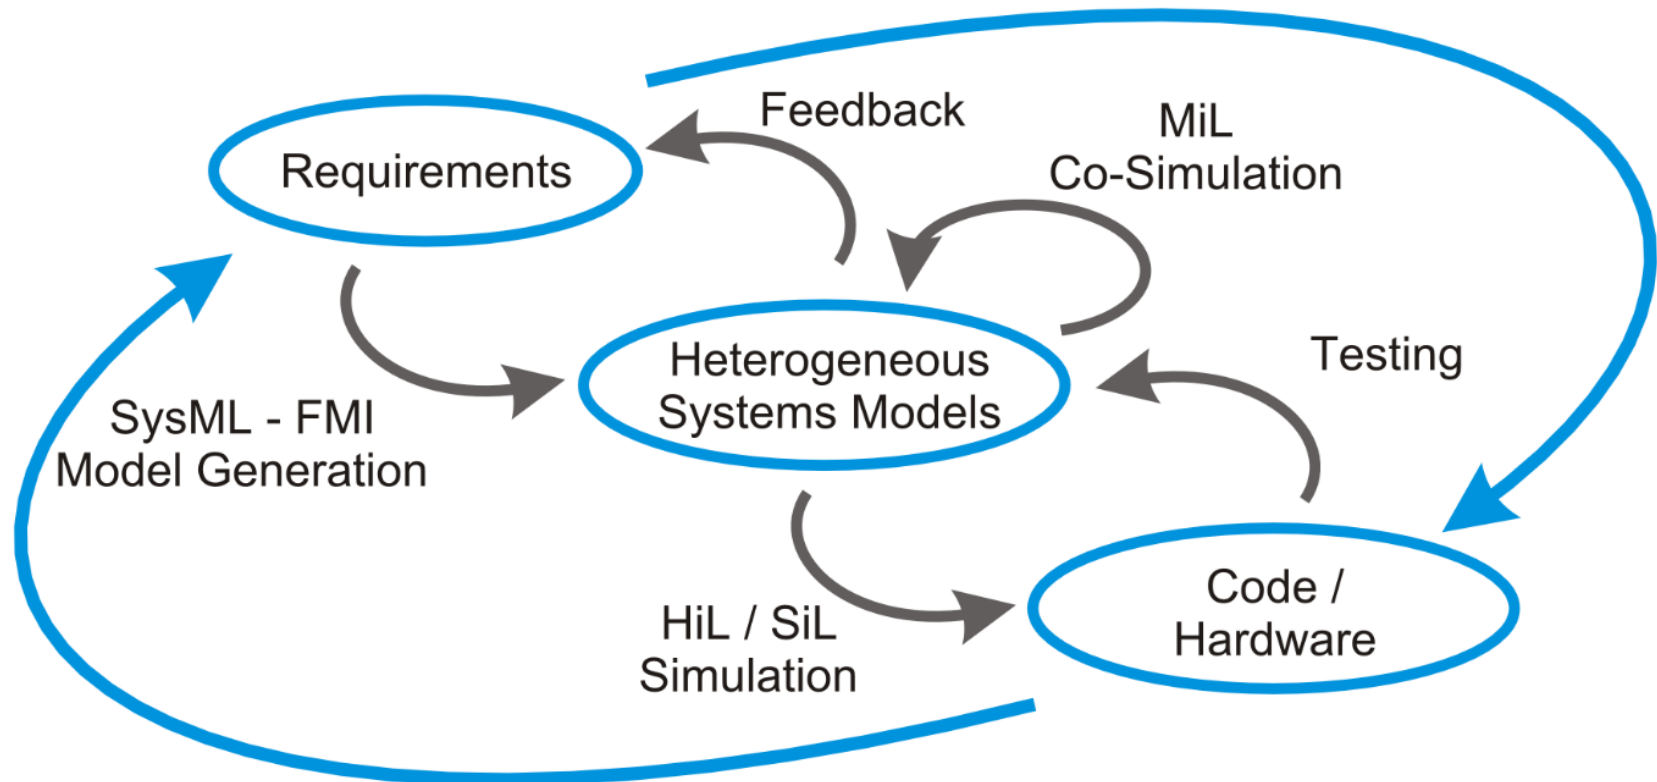 Feedback
MiL
Co-Simulation
Requirements
Heterogeneous
Systems Models
Testing
SysML - FMI
Model Generation
Code /
Hardware
HiL / SiL
Simulation